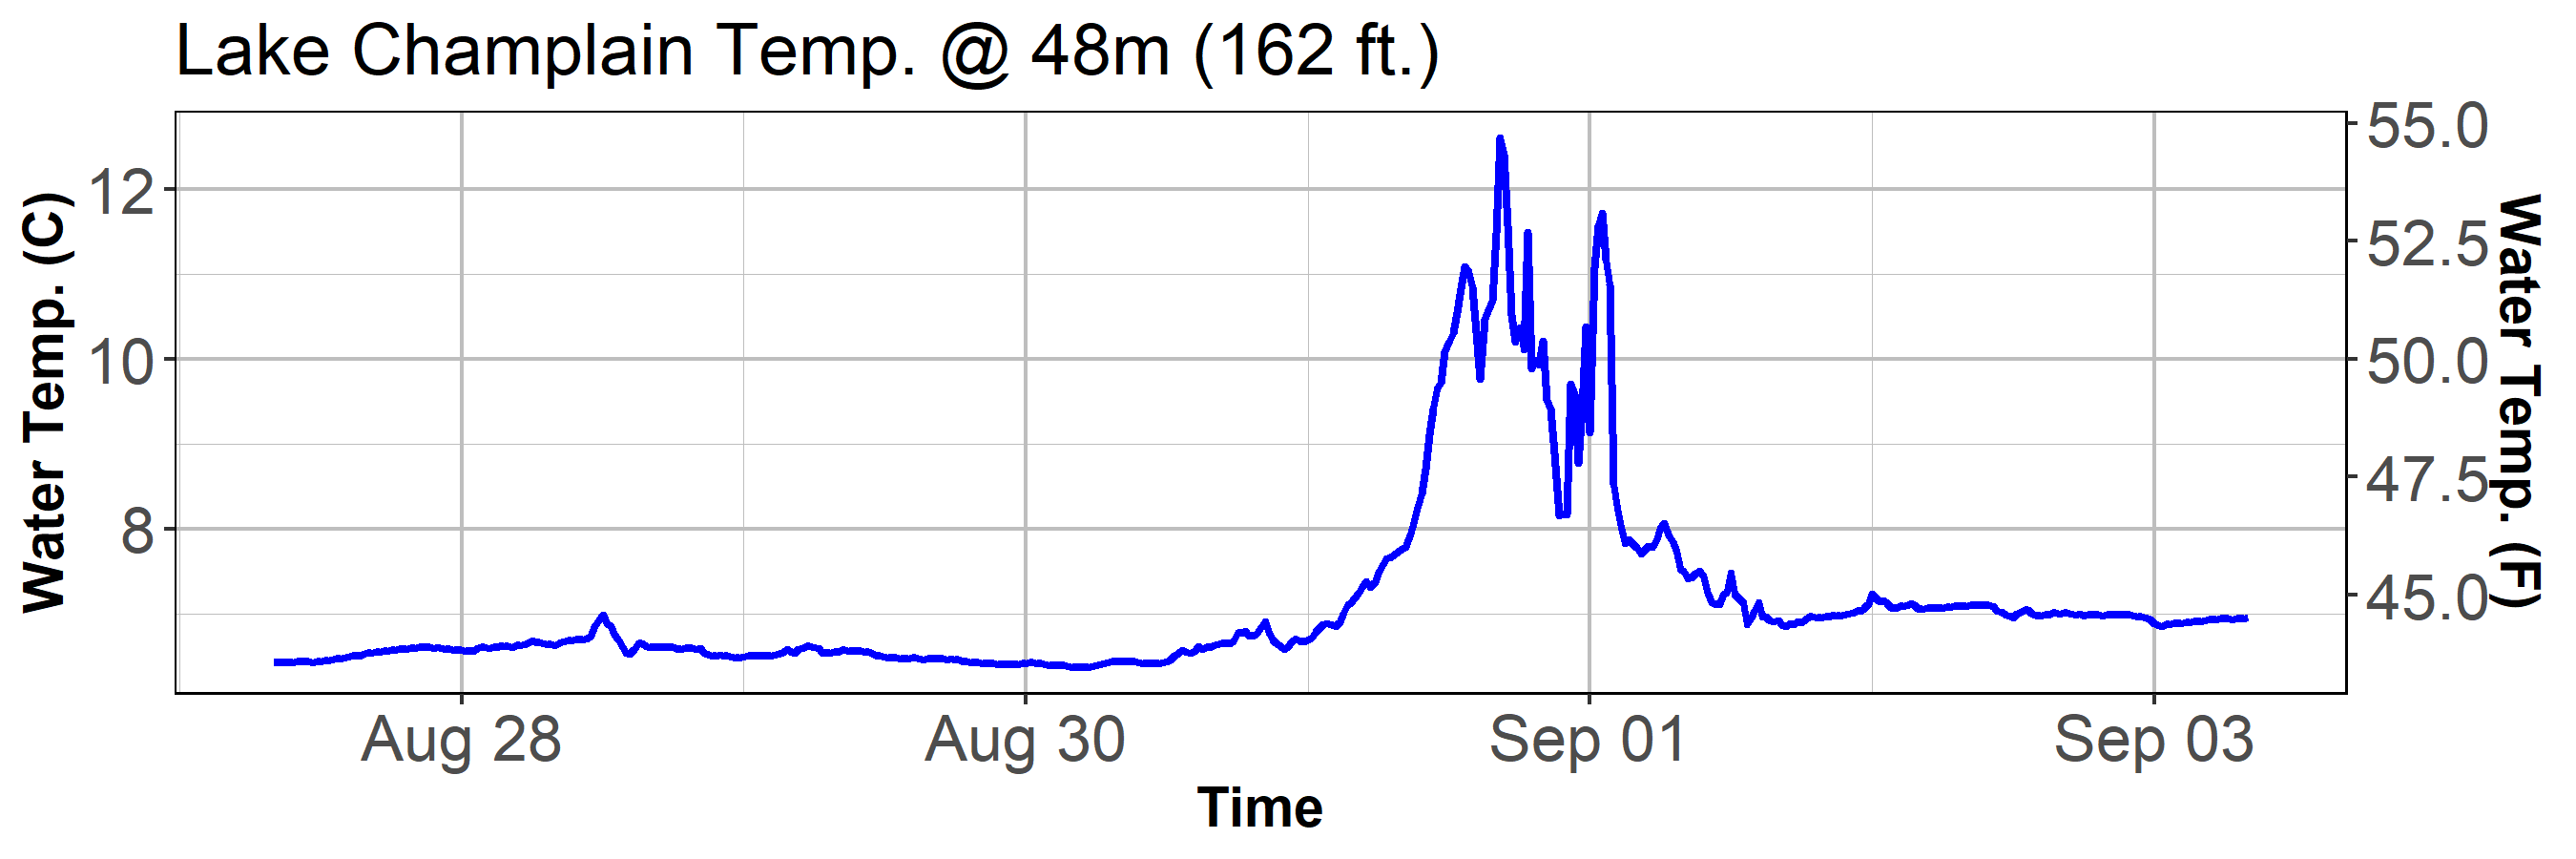 Lake Champlain Temp. @ 48m (162 ft.)
Water Temp. (C)
12
10
8
55.0
52.5
50.0
47.5
45.0
Water Temp. (F)
Aug 28
Aug 30
Sep 01
Sep 03
Time